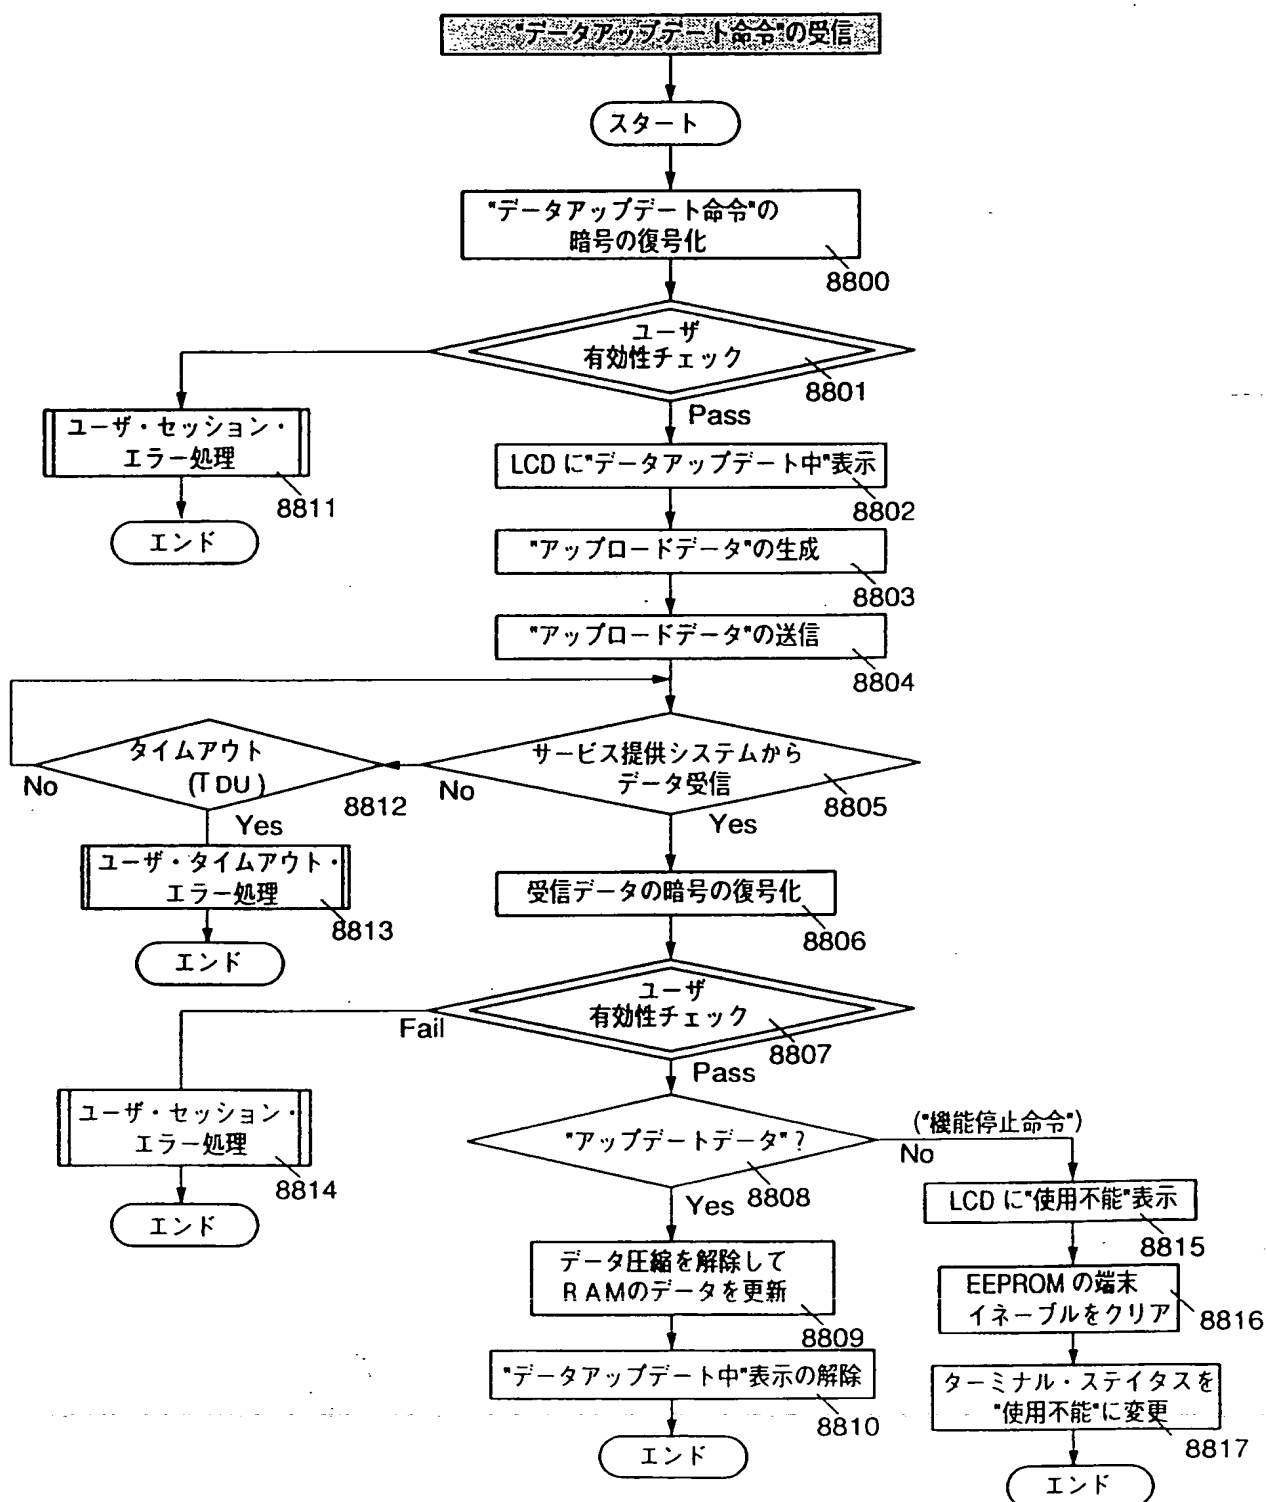 "データアップデート命令"の受信
スタート
"データアップデート命令"の
暗号の復号化
8800
ユーザ
有効性チェック
8801
Pass
ユーザ・セッション・
エラー処理
8811
エンド
LCDに"データアップデート中"表示
8802
"アップロードデータ"の生成
8803
"アップロードデータ"の送信
8804
サービス提供システムから
データ受信
8805
No
Yes
タイムアウト
(TDU)
8812
No
Yes
ユーザ・タイムアウト・
エラー処理
8813
エンド
受信データの暗号の復号化
8806
ユーザ
有効性チェック
8807
Fail
Pass
ユーザ・セッション・
エラー処理
8814
エンド
"アップデートデータ"?
8808
("機能停止命令")
No
Yes
データ圧縮を解除して
RAMのデータを更新
8809
"データアップデート中"表示の解除
8810
エンド
LCDに"使用不能"表示
8815
EEPROMの端末
イネーブルをクリア
8816
ターミナル・ステイタスを
"使用不能"に変更
8817
エンド